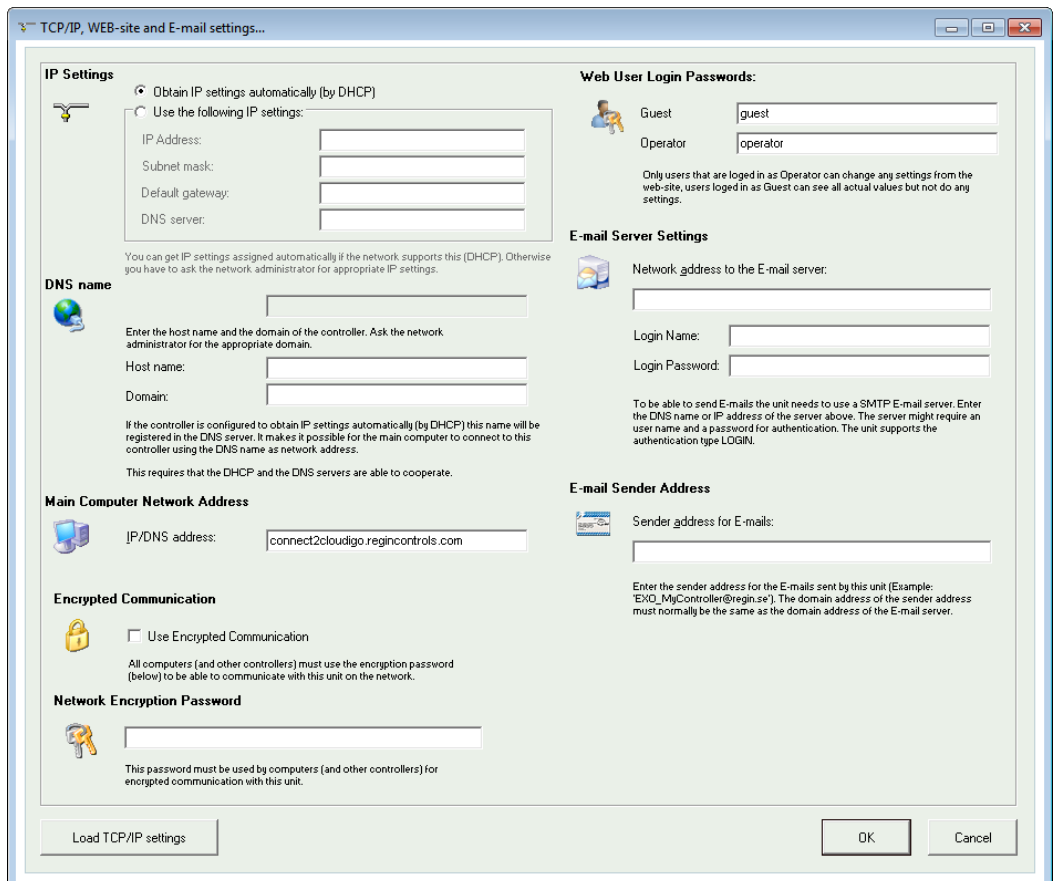 TCP/IP, WEB-site and E-mail settings...
IP Settings
Obtain IP settings automatically (by DHCP)
Use the following IP settings:
IP Address:
Subnet mask:
Default gateway:
DNS server:
You can get IP settings assigned automatically if the network supports this (DHCP). Otherwise
you have to ask the network administrator for appropriate IP settings.
DNS name
Enter the host name and the domain of the controller. Ask the network
administrator for the appropriate domain.
Host name:
Domain:
If the controller is configured to obtain IP settings automatically (by DHCP) this name will be
registered in the DNS server. It makes it possible for the main computer to connect to this
controller using the DNS name as network address.
This requires that the DHCP and the DNS servers are able to cooperate.
Main Computer Network Address
IP/DNS address:
connect2cloudigo.regincontrols.com
Encrypted Communication
Use Encrypted Communication
All computers (and other controllers) must use the encryption password
(below) to be able to communicate with this unit on the network.
Network Encryption Password
This password must be used by computers (and other controllers) for
encrypted communication with this unit.
Web User Login Passwords:
Guest
guest
Operator
operator
Only users that are loged in as Operator can change any settings from the
web-site, users loged in as Guest can see all actual values but not do any
settings.
E-mail Server Settings
Network address to the E-mail server:
Login Name:
Login Password:
To be able to send E-mails the unit needs to use a SMTP E-mail server. Enter
the DNS name or IP address of the server above. The server might require an
user name and a password for authentication. The unit supports the
authentication type LOGIN.
E-mail Sender Address
Sender address for E-mails:
Enter the sender address for the E-mails sent by this unit (Example:
'EXO_MyController@regin.se'). The domain address of the sender address
must normally be the same as the domain address of the E-mail server.
Load TCP/IP settings
OK
Cancel